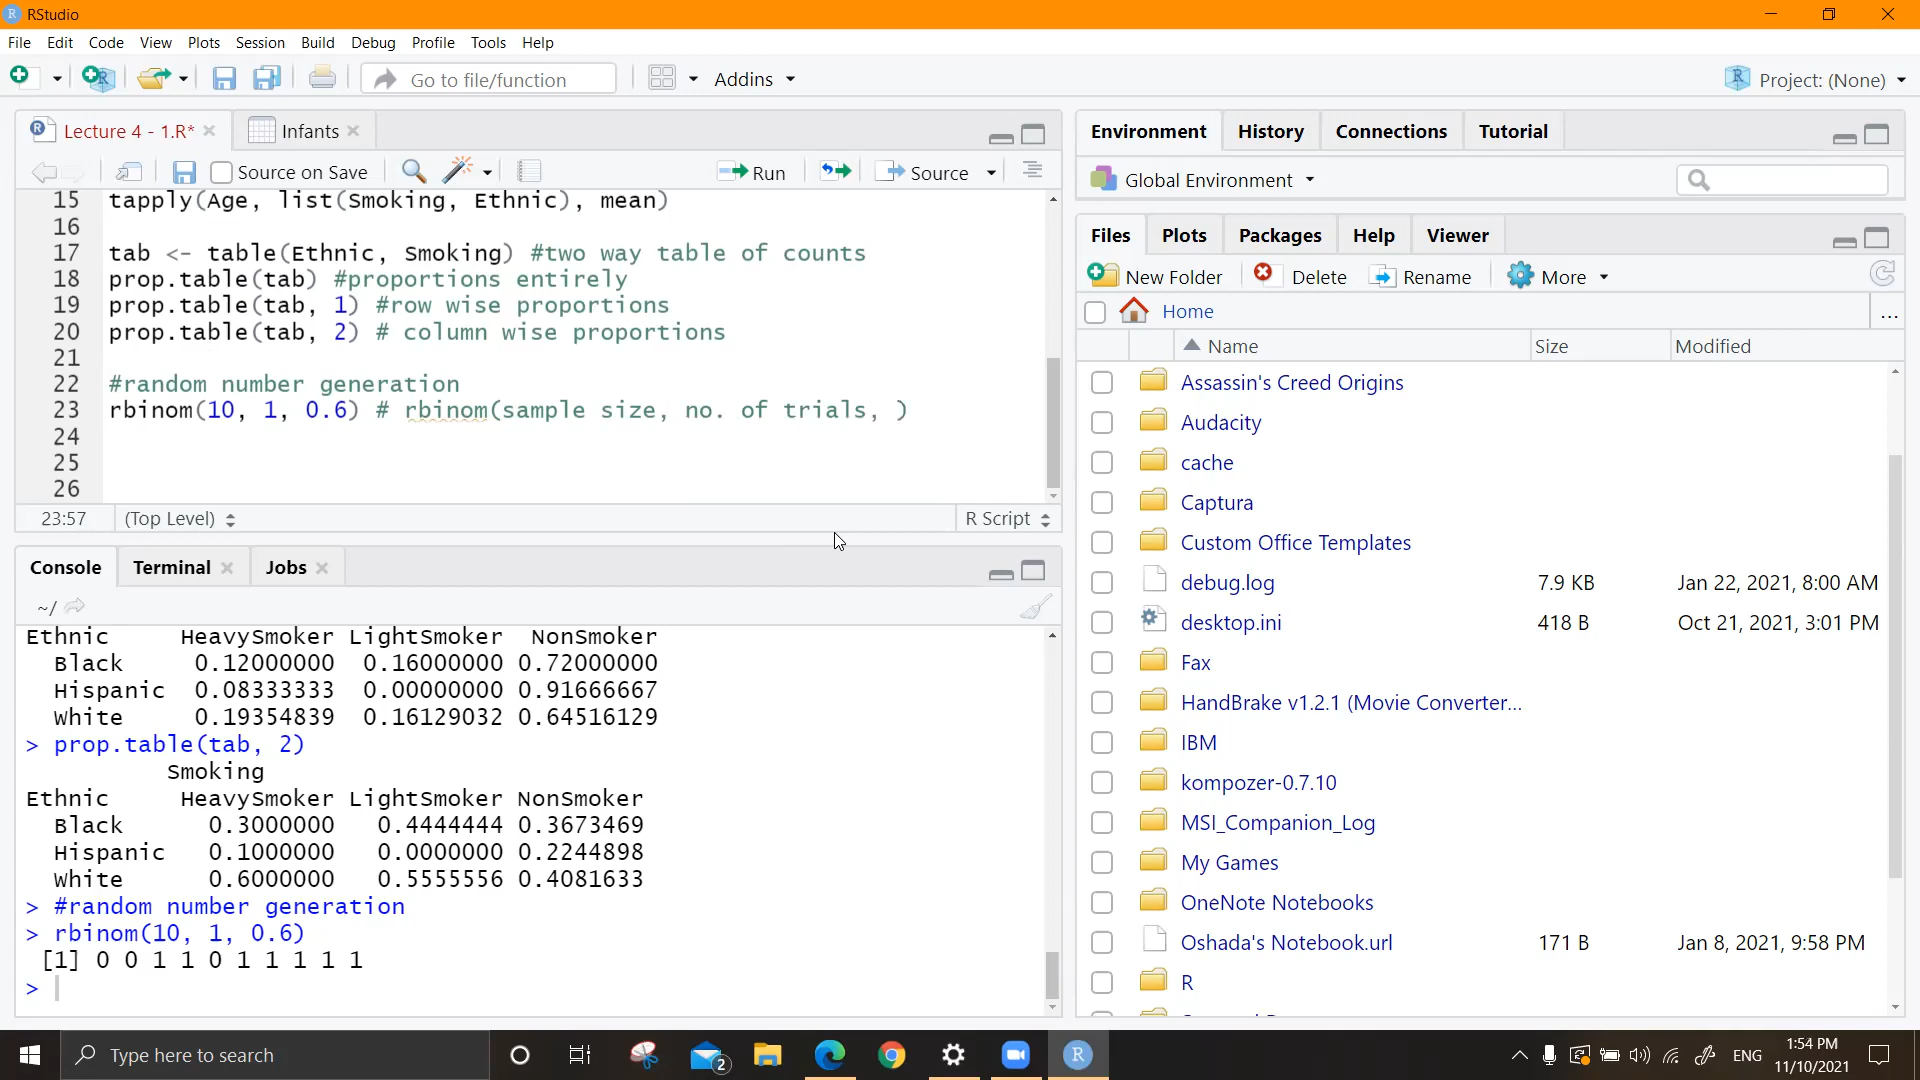 RStudio
File Edit Code View Plots Session Build Debug Profile Tools Help
Go to file/function Addins Project: (None)
Lecture 4 - 1.R* Infants
Source on Save Run Source
15 tapply(Age, list(Smoking, Ethnic), mean)
16
17 tab <- table(Ethnic, Smoking) #two way table of counts
18 prop.table(tab) #proportions entirely
19 prop.table(tab, 1) #row wise proportions
20 prop.table(tab, 2) # column wise proportions
21
22 #random number generation
23 rbinom(10, 1, 0.6) # rbinom(sample size, no. of trials, )
24
25
26
23:57 (Top Level) R Script
Console Terminal Jobs
~/
Ethnic HeavySmoker LightSmoker NonSmoker
Black 0.12000000 0.16000000 0.72000000
Hispanic 0.08333333 0.00000000 0.91666667
White 0.19354839 0.16129032 0.64516129
> prop.table(tab, 2)
Smoking
Ethnic HeavySmoker LightSmoker NonSmoker
Black 0.3000000 0.4444444 0.3673469
Hispanic 0.1000000 0.0000000 0.2244898
White 0.6000000 0.5555556 0.4081633
> #random number generation
> rbinom(10, 1, 0.6)
[1] 0 0 1 1 0 1 1 1 1 1
>
Environment History Connections Tutorial
Global Environment
Files Plots Packages Help Viewer
New Folder Delete Rename More
Home ...
Name Size Modified
Assassin's Creed Origins
Audacity
cache
Captura
Custom Office Templates
debug.log 7.9 KB Jan 22, 2021, 8:00 AM
desktop.ini 418 B Oct 21, 2021, 3:01 PM
Fax
HandBrake v1.2.1 (Movie Converter...
IBM
kompozer-0.7.10
MSI_Companion_Log
My Games
OneNote Notebooks
Oshada's Notebook.url 171 B Jan 8, 2021, 9:58 PM
R
Type here to search 2 ENG 1:54 PM
11/10/2021